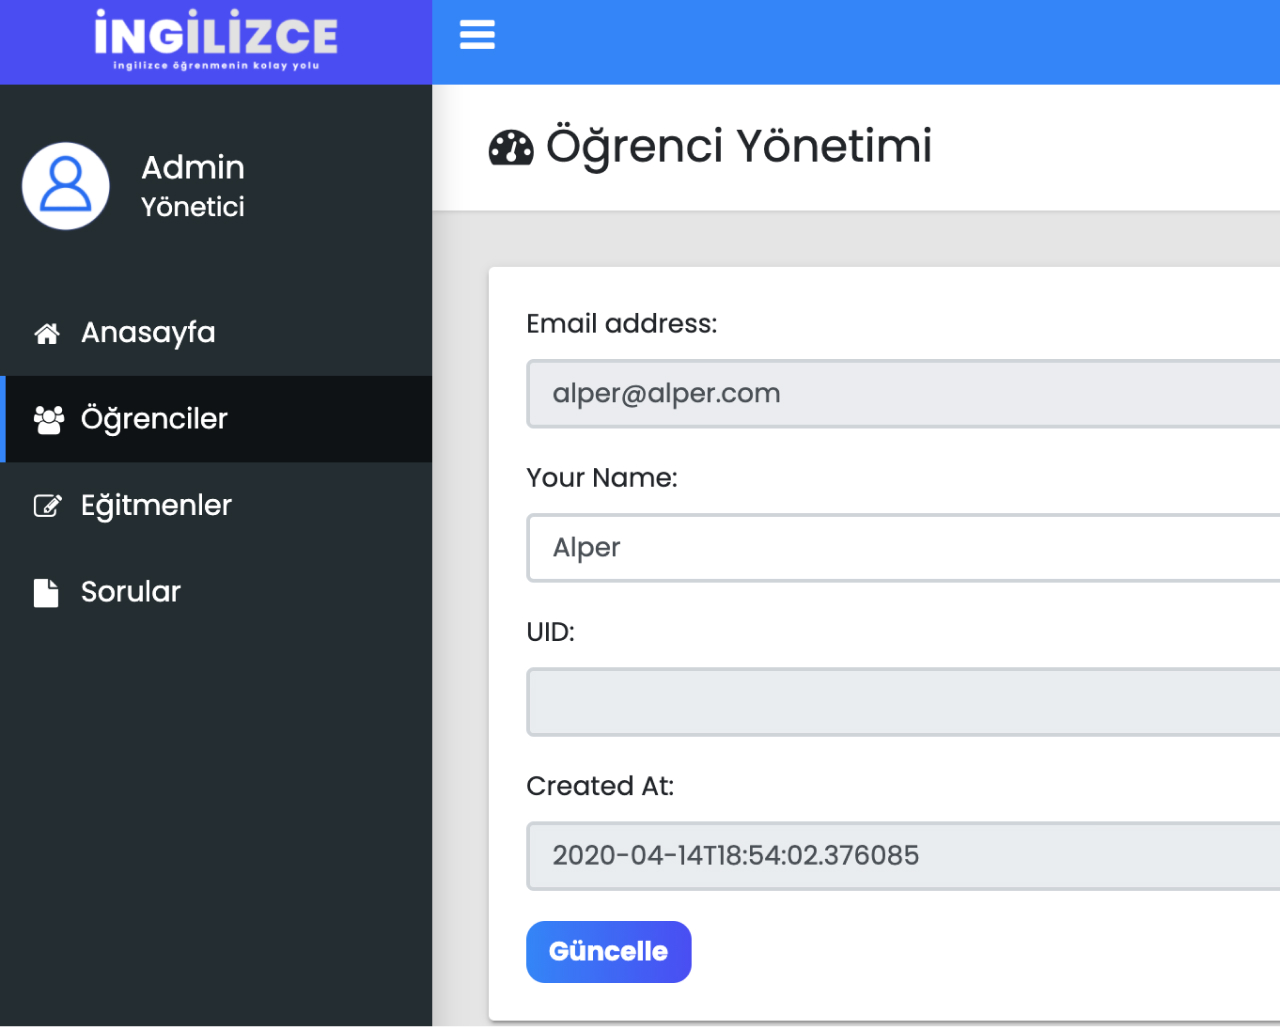 İNGİLİZCE
ingilizce öğrenmenin kolay yolu
Admin
Yönetici
Anasayfa
Öğrenciler
Eğitmenler
Sorular
Öğrenci Yönetimi
Email address:
alper@alper.com
Your Name:
Alper
UID:
Created At:
2020-04-14T18:54:02.376085
Güncelle